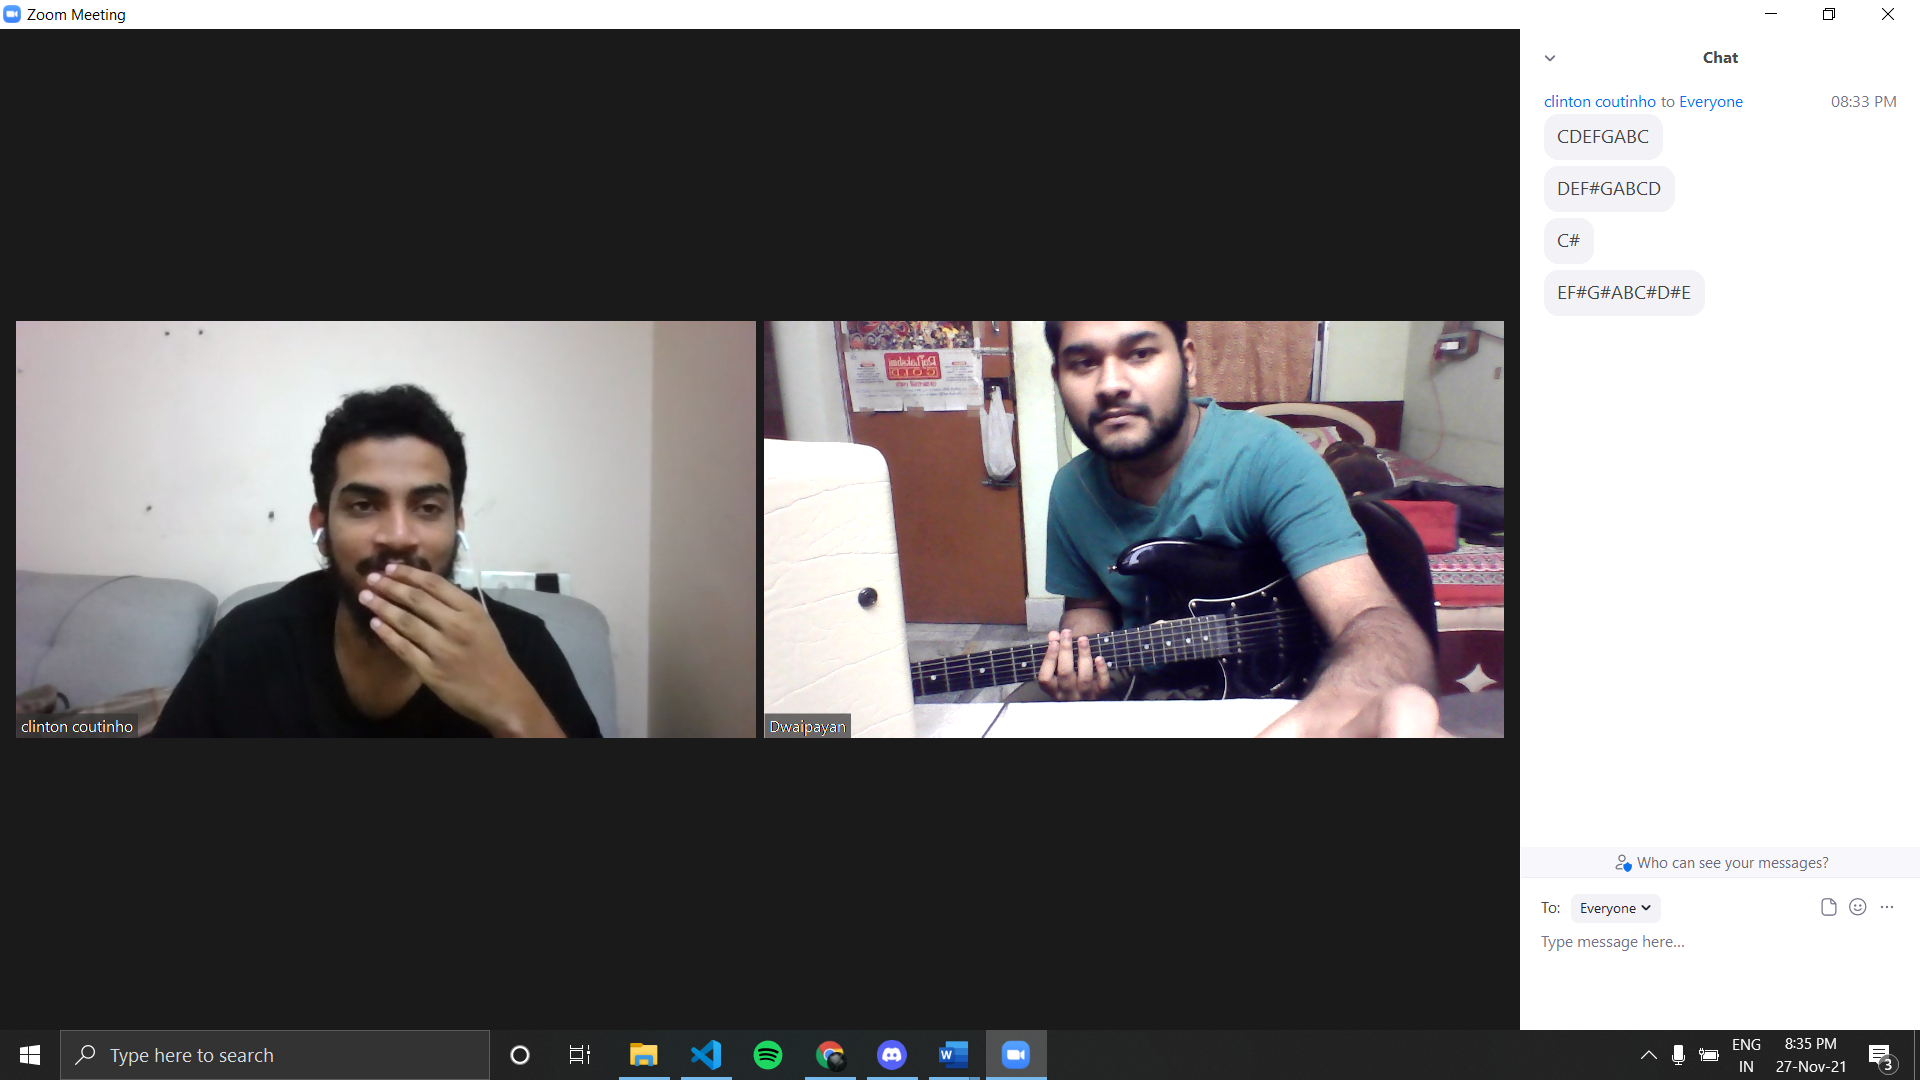 Zoom Meeting
Chat
clinton coutinho to Everyone 08:33 PM
CDEFGABC
DEF#GABCD
C#
EF#G#ABC#D#E
GOLD
clinton coutinho
Dwaipayan
Who can see your messages?
To: Everyone
Type message here...
W
Type here to search
ENG
IN
8:35 PM
27-Nov-21
3